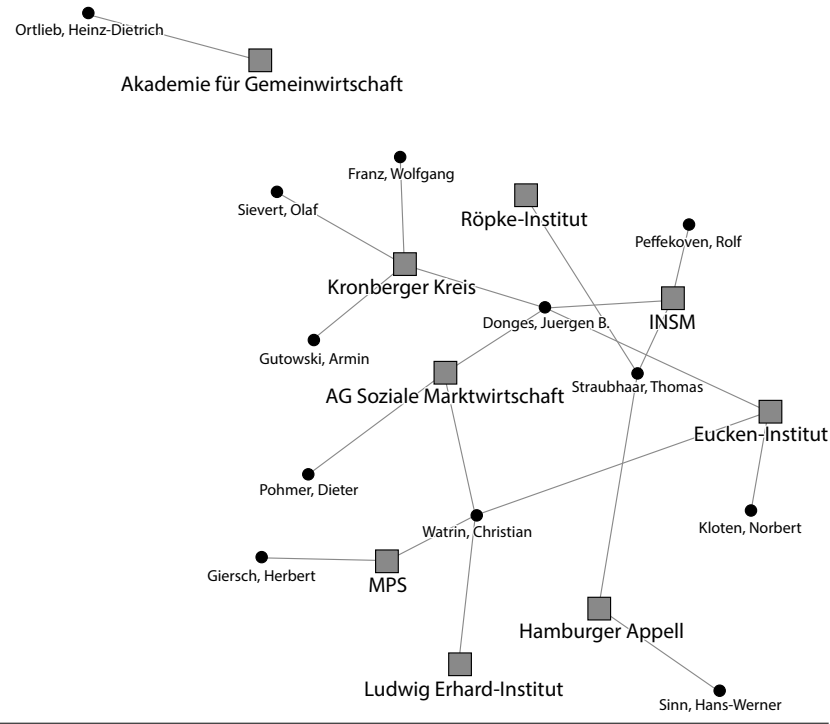 Ortlieb, Heinz-Dietrich
Akademie für Gemeinwirtschaft
Franz, Wolfgang
Sievert, Olaf
Röpke-Institut
Peffekoven, Rolf
Kronberger Kreis
Donges, Juergen B.
INSM
Gutowski, Armin
Straubhaar, Thomas
AG Soziale Marktwirtschaft
Eucken-Institut
Pohmer, Dieter
Watrin, Christian
Kloten, Norbert
Giersch, Herbert
MPS
Hamburger Appell
Ludwig Erhard-Institut
Sinn, Hans-Werner